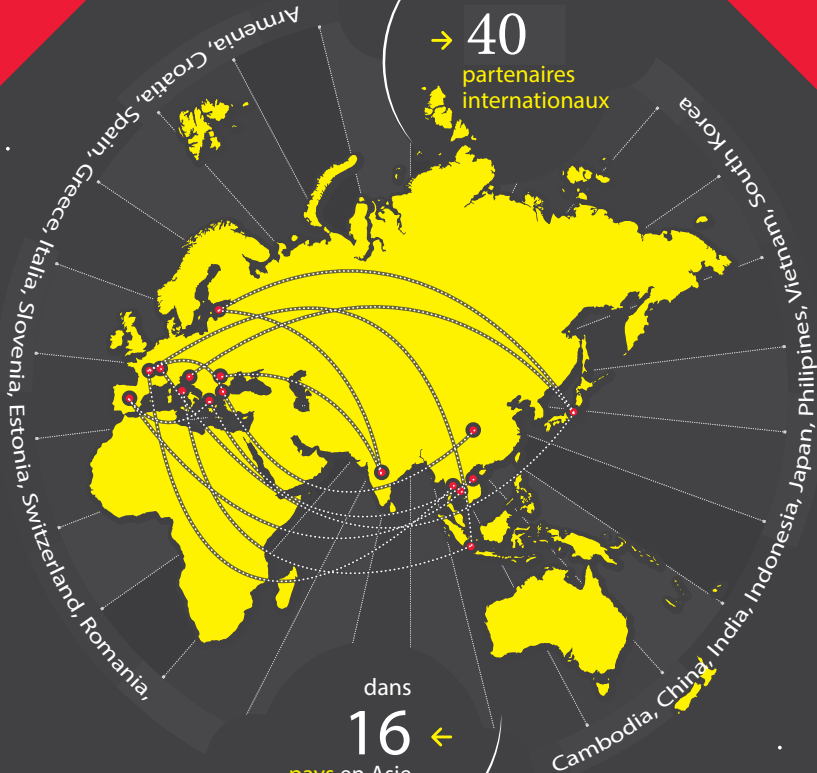 → 40
partenaires
internationaux
Armenia, Croatia, Spain, Greece, Italia, Slovenia, Estonia, Switzerland, Romania,
Cambodia, China, India, Indonesia, Japan, Philipines, Vietnam, South Korea
dans
16 ←
pays en Asie